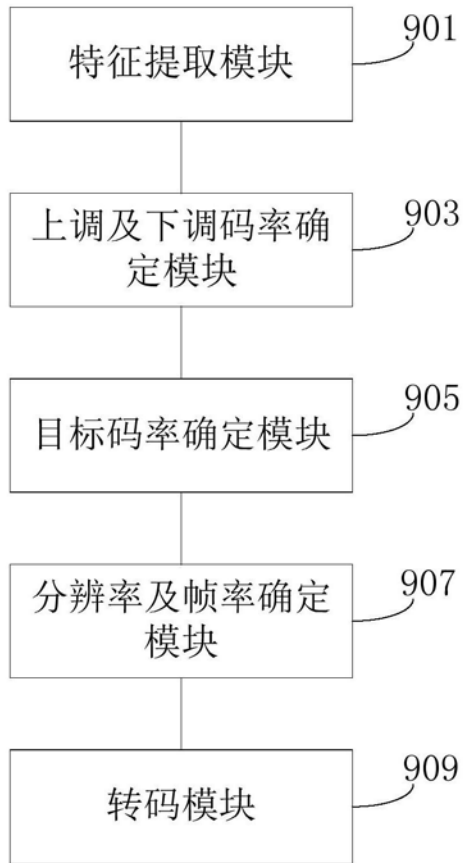 特征提取模块
901
上调及下调码率确
定模块
903
目标码率确定模块
905
分辨率及帧率确定
模块
907
转码模块
909